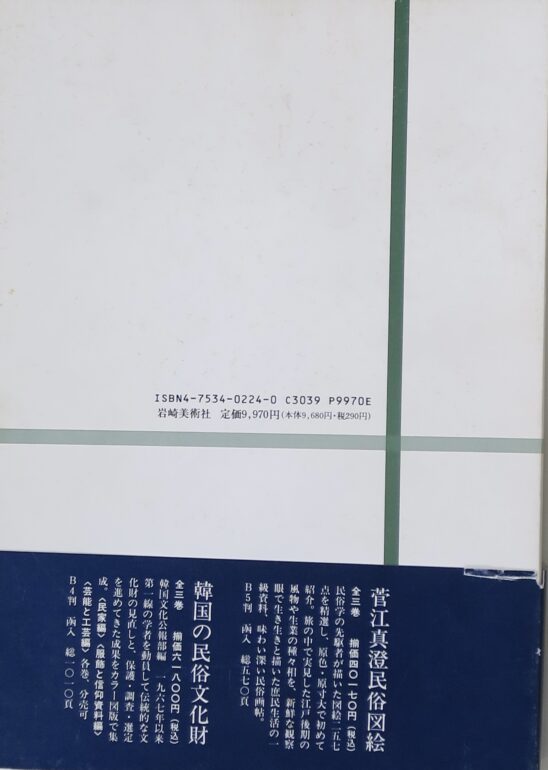 ISBN4-7534-0224-0 C3039 P9970E
岩崎美術社 定価9,970円(本体9,680円・税290円)
菅江真澄民俗図絵
全三巻 揃価四〇一七〇円(税込)
民俗学の先駆者が描いた図絵二五七
点を精選し、原色・原寸大で初めて
紹介。旅の中で実見した江戸後期の
風物や生業の種々相を、新鮮な観察
眼で生き生きと描いた庶民生活の一
級資料、味わい深い民俗画帖。
B5判 函入 総五七〇頁
韓国の民俗文化財
全三巻 揃価六一八〇〇円(税込)
韓国文化公報部編 一九六七年以来
第一線の学者を動員して伝統的な文
化財の見直しと、保護・調査・選定
を進めてきた成果をカラー図版で集
成。〈民家編〉〈服飾と信仰資料編〉
〈芸能と工芸編〉各巻、分売可
B4判 函入 総一〇一〇頁